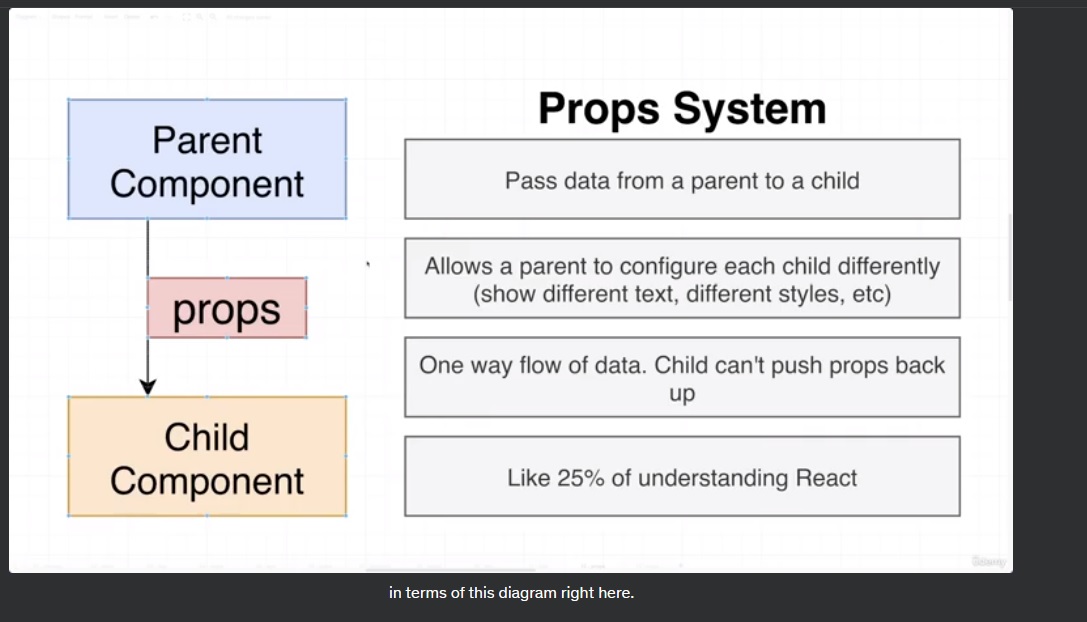 Props System
Parent
Component
props
Child
Component
Pass data from a parent to a child
Allows a parent to configure each child differently
(show different text, different styles, etc)
One way flow of data. Child can't push props back
up
Like 25% of understanding React
Udemy
in terms of this diagram right here.